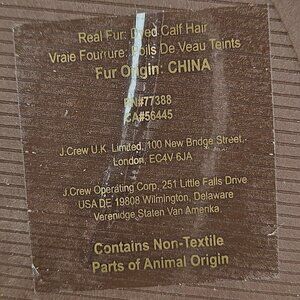 Real Fur: Dyed Calf Hair
Vraie Fourrure: Poils De Veau Teints
Fur Origin: CHINA
RN#77388
CA#56445
J.Crew U.K. Limited, 100 New Bridge Street,
London, EC4V 6JA
J.Crew Operating Corp, 251 Little Falls Drive
USA DE 19808 Wilmington, Delaware
Verenidge Staten Van Amerika.
Contains Non-Textile
Parts of Animal Origin